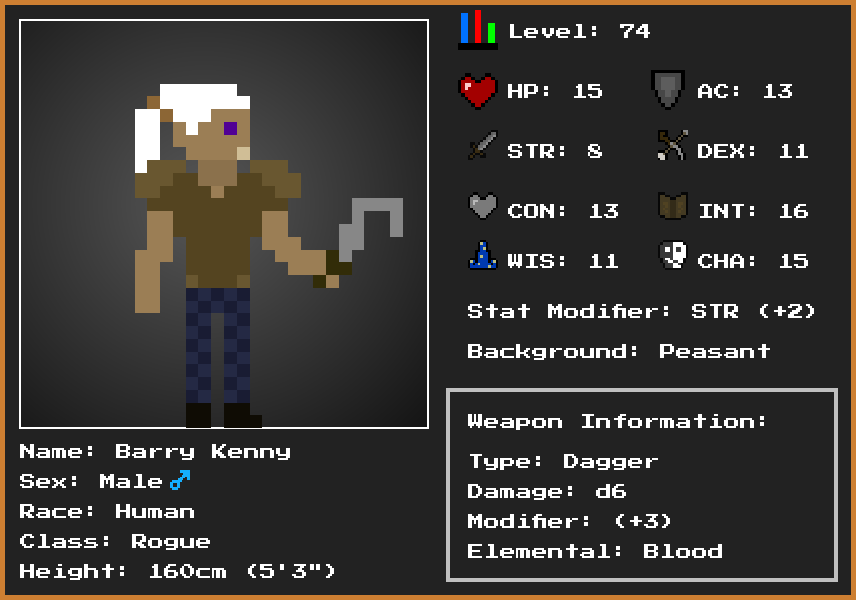 Level: 74
HP: 15
AC: 13
STR: 8
DEX: 11
CON: 13
INT: 16
WIS: 11
CHA: 15
Stat Modifier: STR (+2)
Background: Peasant
Weapon Information:
Type: Dagger
Damage: d6
Modifier: (+3)
Elemental: Blood
Name: Barry Kenny
Sex: Male♂
Race: Human
Class: Rogue
Height: 160cm (5'3")